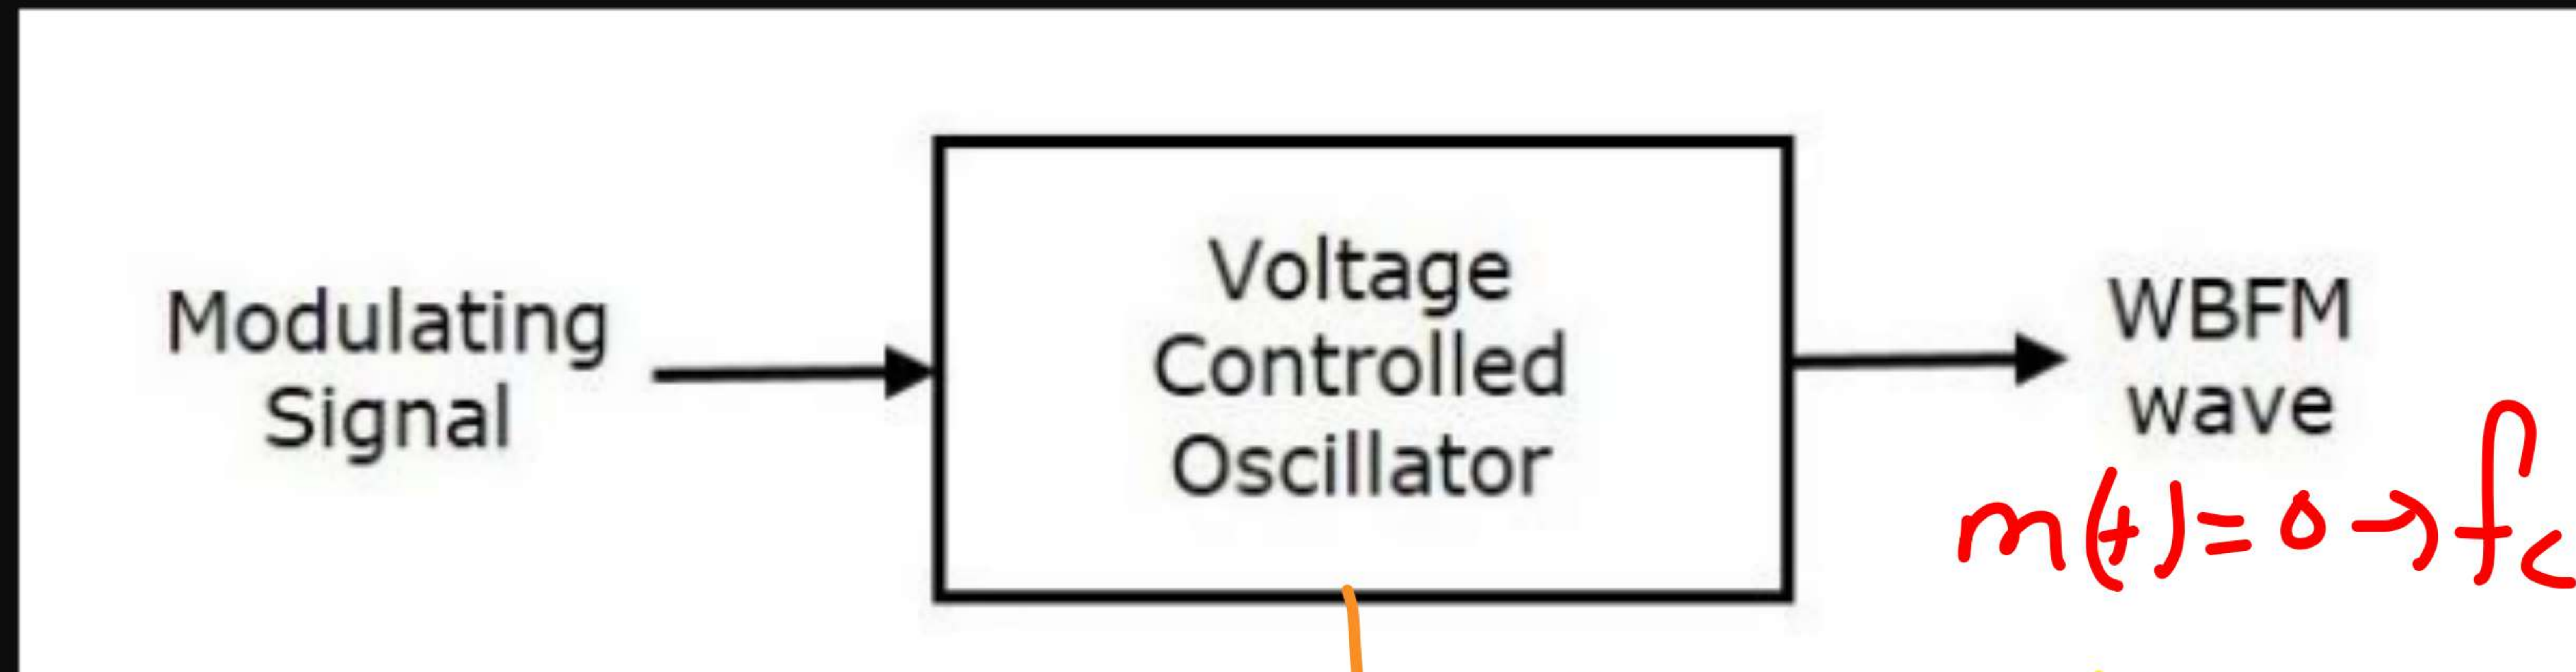 Modulating
Signal
Voltage
Controlled
Oscillator
WBFM
wave
m(t)=0→fc